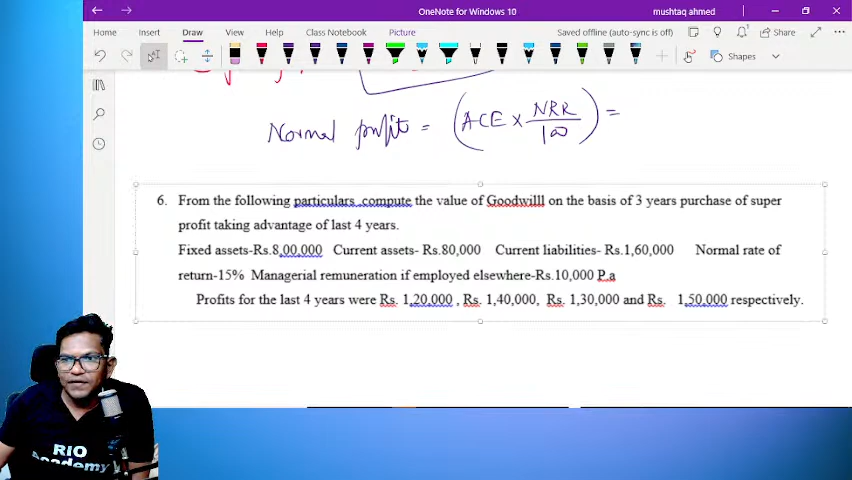 OneNote for Windows 10
mushtaq ahmed
Home Insert Draw View Help Class Notebook Picture
Saved offline (auto-sync is off)
Share
Shapes
Normal profit = (ACE x NRR/100) =
6. From the following particulars compute the value of Goodwilll on the basis of 3 years purchase of super
profit taking advantage of last 4 years.
Fixed assets-Rs.8,00,000 Current assets- Rs.80,000 Current liabilities- Rs.1,60,000 Normal rate of
return-15% Managerial remuneration if employed elsewhere-Rs.10,000 P.a
Profits for the last 4 years were Rs. 1,20,000 , Rs. 1,40,000, Rs. 1,30,000 and Rs. 1,50,000 respectively.
RIO
Academy